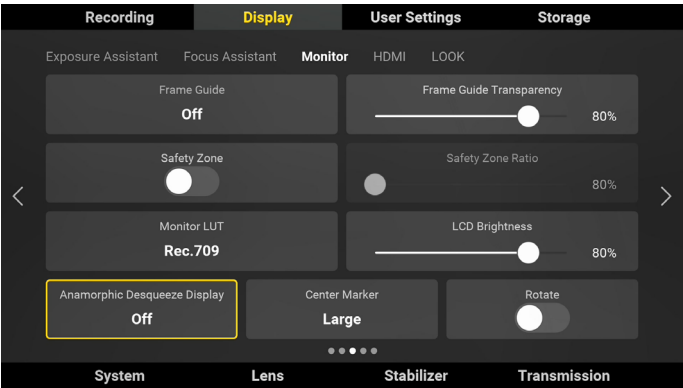 Recording Display User Settings Storage
Exposure Assistant Focus Assistant Monitor HDMI LOOK
Frame Guide
Off
Frame Guide Transparency
80%
Safety Zone
Safety Zone Ratio
80%
Monitor LUT
Rec.709
LCD Brightness
80%
Anamorphic Desqueeze Display
Off
Center Marker
Large
Rotate
System Lens Stabilizer Transmission